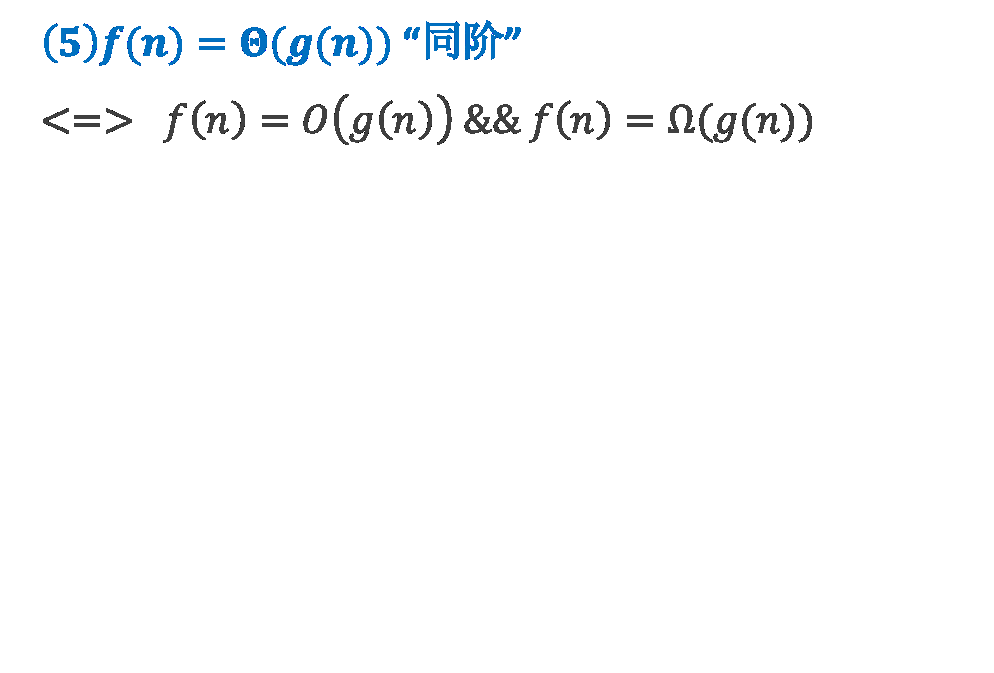 (5)f(n) = Θ(g(n)) “同阶”
<=> f(n) = O(g(n)) && f(n) = Ω(g(n))